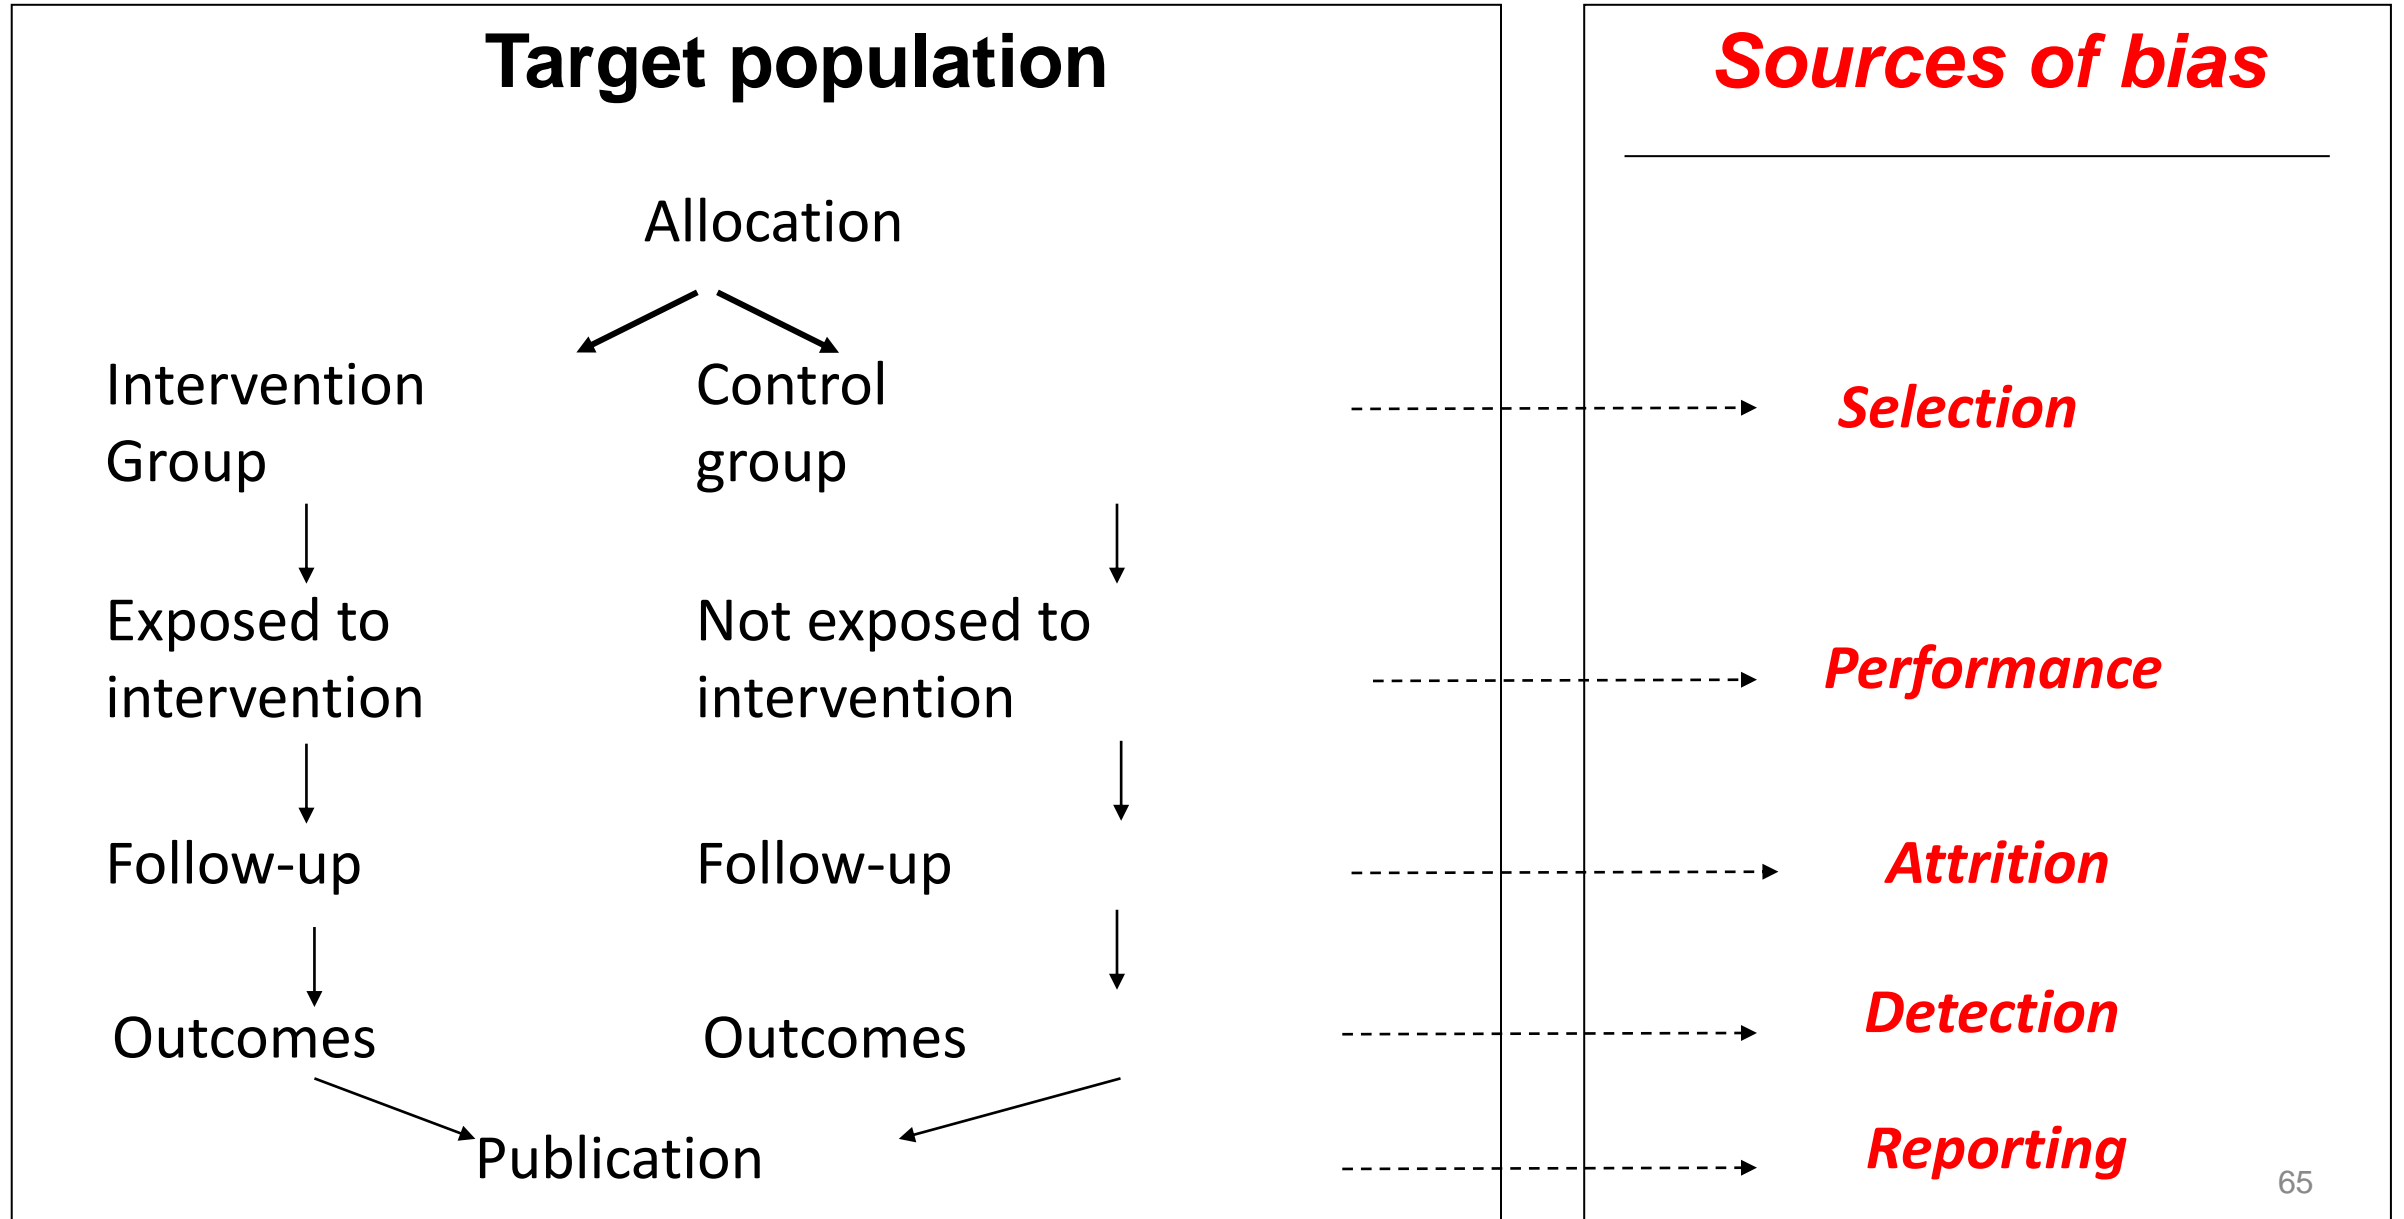 Target population
Sources of bias
Allocation
Intervention
Group
Control
group
Selection
Exposed to
intervention
Not exposed to
intervention
Performance
Follow-up
Follow-up
Attrition
Outcomes
Outcomes
Detection
Publication
Reporting
65